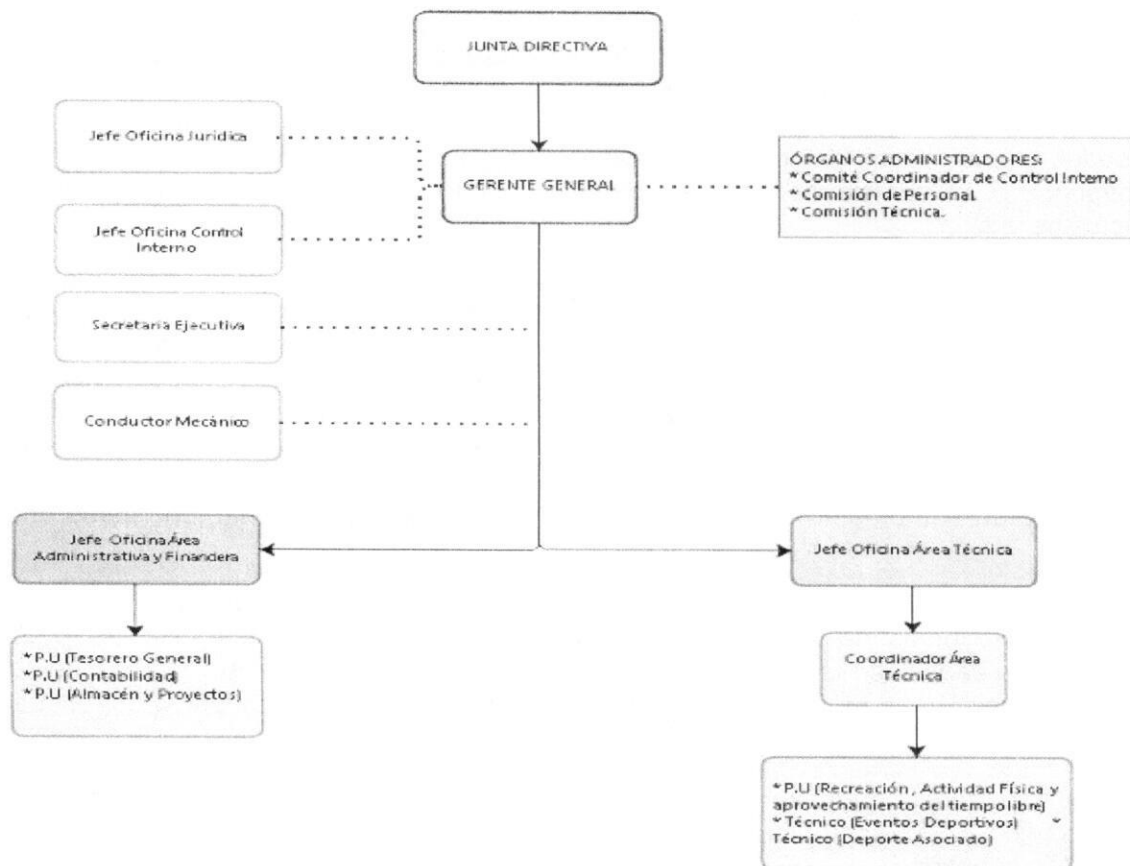 JUNTA DIRECTIVA
Jefe Oficina Jurídica
GERENTE GENERAL
ÓRGANOS ADMINISTRADORES:
* Comité Coordinador de Control Interno
* Comisión de Personal.
* Comisión Técnica.
Jefe Oficina Control
Interno
Secretaria Ejecutiva
Conductor Mecánico
Jefe Oficina Área
Administrativa y Financiera
Jefe Oficina Área Técnica
*P.U (Tesorero General)
*P.U (Contabilidad)
*P.U (Almacén y Proyectos)
Coordinador Área
Técnica
*P.U (Recreación, Actividad Física y
aprovechamiento del tiempo libre)
* Técnico (Eventos Deportivos) *
Técnico (Deporte Asociado)